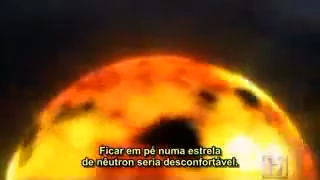 Ficar em pé numa estrela
de nêutron seria desconfortável.
H